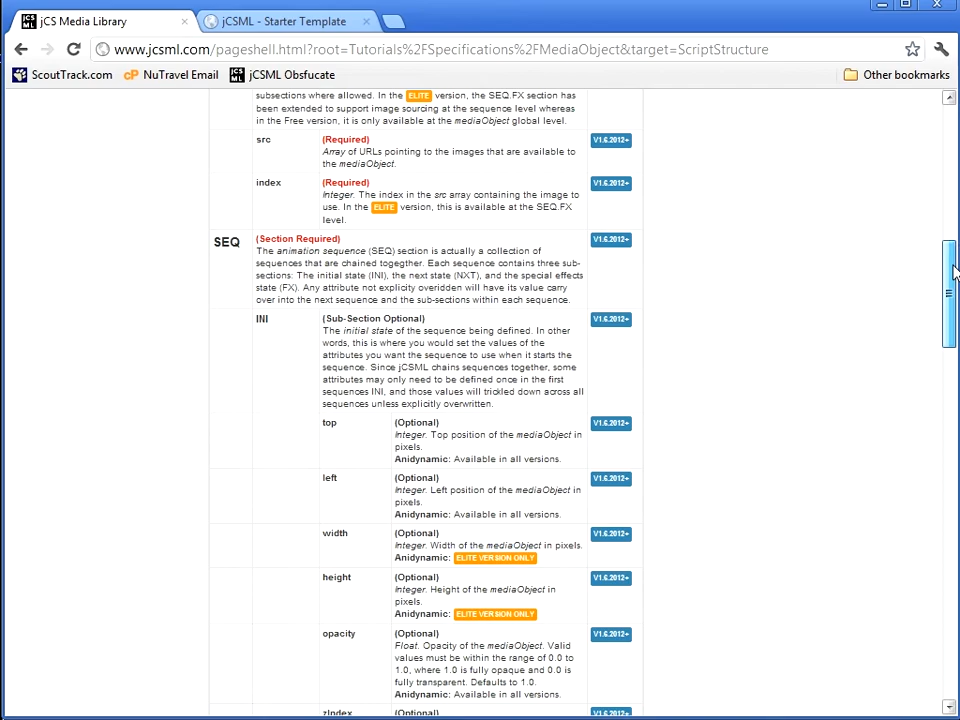 jCS Media Library
jCSML - Starter Template
www.jcsml.com/pageshell.html?root=Tutorials%2FSpecifications%2FMediaObject&target=ScriptStructure
ScoutTrack.com
cP NuTravel Email
jCS ML jCSML Obsfucate
Other bookmarks
subsections where allowed. In the ELITE version, the SEQ.FX section has
been extended to support image sourcing at the sequence level whereas
in the Free version, it is only available at the mediaObject global level.
src (Required) V1.6.2012+
Array of URLs pointing to the images that are available to
the mediaObject.
index (Required) V1.6.2012+
Integer. The index in the src array containing the image to
use. In the ELITE version, this is available at the SEQ.FX
level.
SEQ (Section Required) V1.6.2012+
The animation sequence (SEQ) section is actually a collection of
sequences that are chained togegther. Each sequence contains three sub-
sections: The initial state (INI), the next state (NXT), and the special effects
state (FX). Any attribute not explicity overidden will have its value carry
over into the next sequence and the sub-sections within each sequence.
INI (Sub-Section Optional) V1.6.2012+
The initial state of the sequence being defined. In other
words, this is where you would set the values of the
attributes you want the sequence to use when it starts the
sequence. Since jCSML chains sequences together, some
attributes may only need to be defined once in the first
sequences INI, and those values will trickled down across all
sequences unless explicitly overwritten.
top (Optional) V1.6.2012+
Integer. Top position of the mediaObject in
pixels.
Anidynamic: Available in all versions.
left (Optional) V1.6.2012+
Integer. Left position of the mediaObject in
pixels.
Anidynamic: Available in all versions.
width (Optional) V1.6.2012+
Integer. Width of the mediaObject in pixels.
Anidynamic: ELITE VERSION ONLY
height (Optional) V1.6.2012+
Integer. Height of the mediaObject in
pixels.
Anidynamic: ELITE VERSION ONLY
opacity (Optional) V1.6.2012+
Float. Opacity of the mediaObject. Valid
values must be within the range of 0.0 to
1.0, where 1.0 is fully opaque and 0.0 is
fully transparent. Defaults to 1.0.
Anidynamic: Available in all versions.
zIndex (Optional) V1.6.2012+